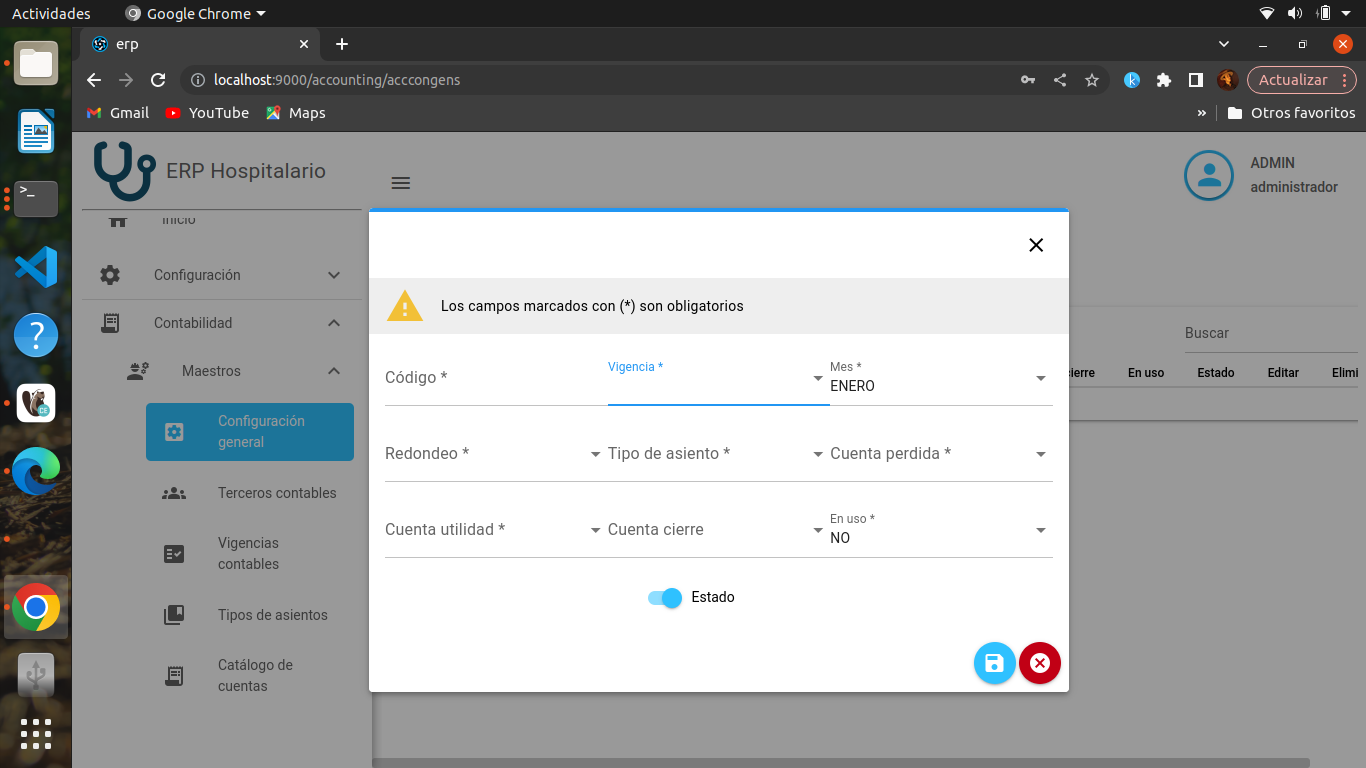 Actividades
Google Chrome
erp
localhost:9000/accounting/acccongens
Actualizar
Gmail
YouTube
Maps
»
Otros favoritos
ERP Hospitalario
ADMIN
administrador
Inicio
Configuración
Contabilidad
Maestros
Configuración
general
Terceros contables
Vigencias
contables
Tipos de asientos
Catálogo de
cuentas
Buscar
cierre
En uso
Estado
Editar
Elimi
Los campos marcados con (*) son obligatorios
Código *
Vigencia *
Mes *
ENERO
Redondeo *
Tipo de asiento *
Cuenta perdida *
Cuenta utilidad *
Cuenta cierre
En uso *
NO
Estado